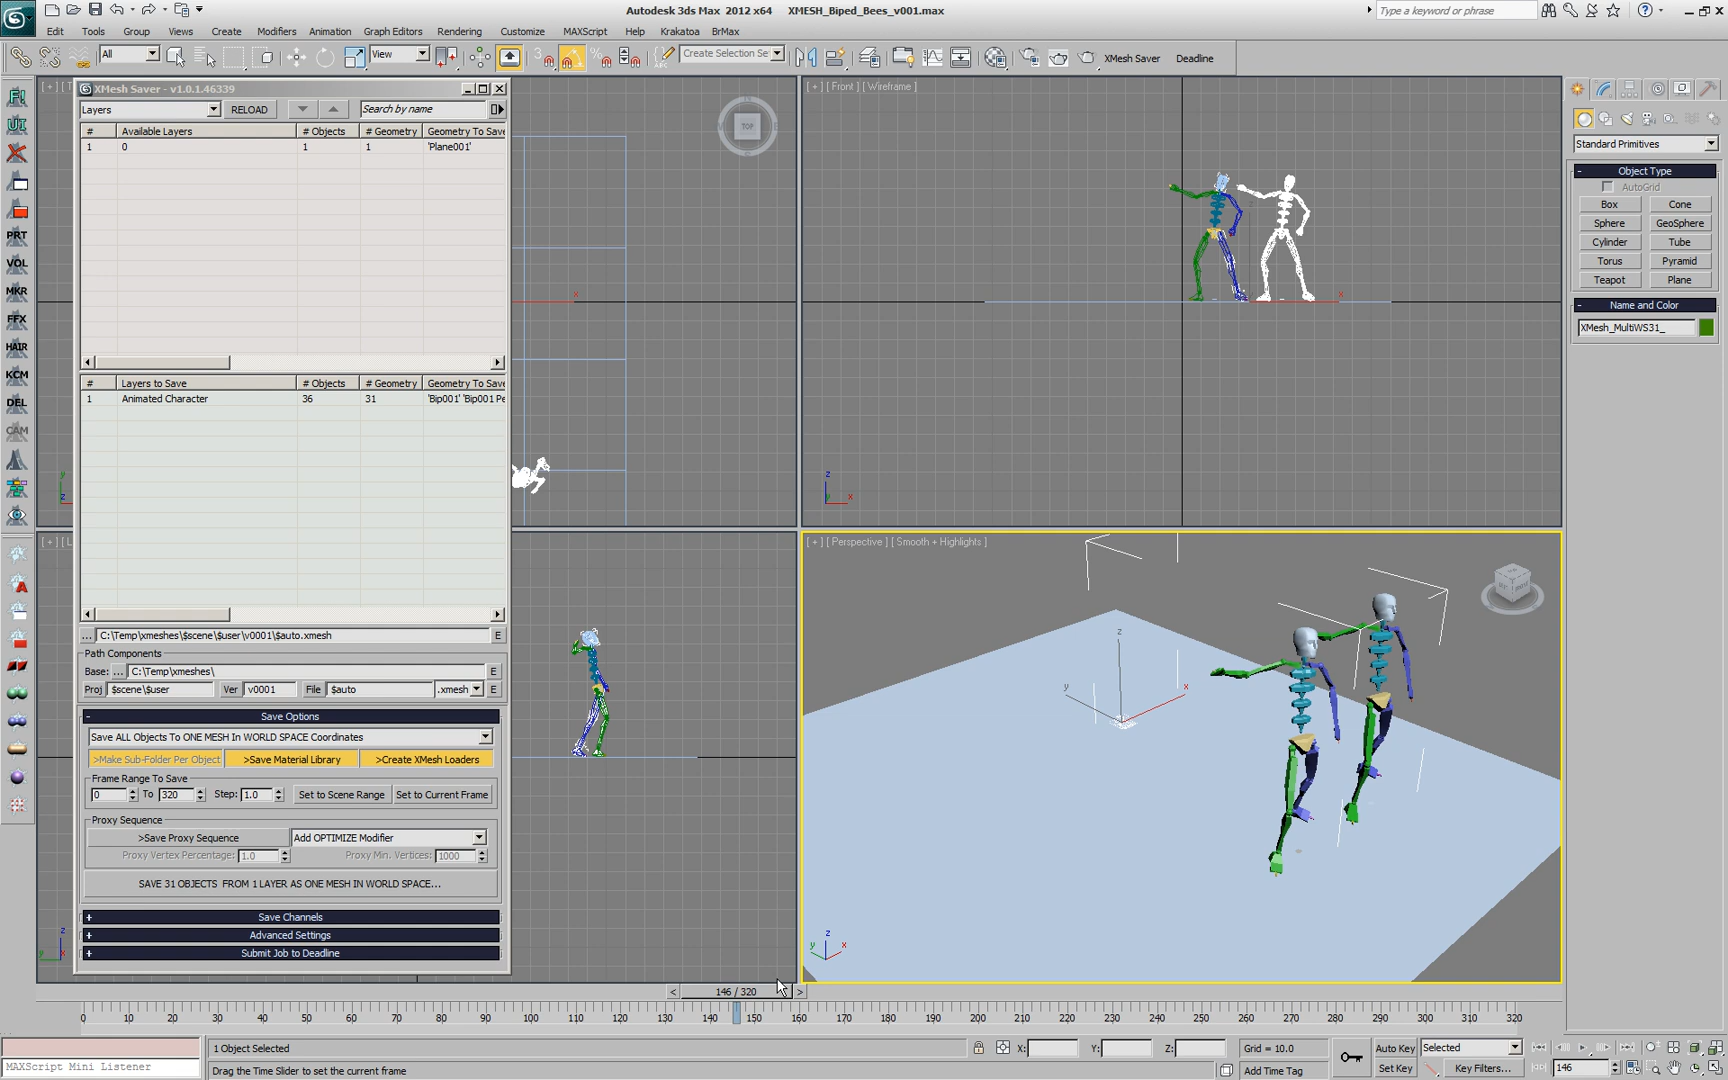 Autodesk 3ds Max 2012 x64 XMESH_Biped_Bees_v001.max
Type a keyword or phrase
Edit Tools Group Views Create Modifiers Animation Graph Editors Rendering Customize MAXScript Help Krakatoa BrMax
All View Create Selection Se XMesh Saver Deadline
XMesh Saver - v1.0.1.46339
Layers RELOAD Search by name
# Available Layers # Objects # Geometry Geometry To Save
1 0 1 1 'Plane001'
# Layers to Save # Objects # Geometry Geometry To Save
1 Animated Character 36 31 'Bip001' 'Bip001 Pe
... C:\Temp\xmeshes\$scene\$user\v0001\$auto.xmesh E
Path Components
Base: ... C:\Temp\xmeshes\ E
Proj $scene\$user Ver v0001 File $auto .xmesh E
- Save Options
Save ALL Objects To ONE MESH In WORLD SPACE Coordinates
>Make Sub-Folder Per Object >Save Material Library >Create XMesh Loaders
Frame Range To Save
0 To 320 Step: 1.0 Set to Scene Range Set to Current Frame
Proxy Sequence
>Save Proxy Sequence Add OPTIMIZE Modifier
Proxy Vertex Percentage: 1.0 Proxy Min. Vertices: 1000
SAVE 31 OBJECTS FROM 1 LAYER AS ONE MESH IN WORLD SPACE...
+ Save Channels
+ Advanced Settings
+ Submit Job to Deadline
PRT
VOL
MKR
FFX
HAIR
KCM
DEL
CAM
[ + ] [ T
TOP
x
[ + ] [ Front ] [ Wireframe ]
z
x
[ + ] [ L
[ + ] [ Perspective ] [ Smooth + Highlights ]
z
y x
z
y x
Standard Primitives
- Object Type
AutoGrid
Box Cone
Sphere GeoSphere
Cylinder Tube
Torus Pyramid
Teapot Plane
- Name and Color
XMesh_MultiWS31_
< 146 / 320 >
0 10 20 30 40 50 60 70 80 90 100 110 120 130 140 150 160 170 180 190 200 210 220 230 240 250 260 270 280 290 300 310 320
1 Object Selected X: Y: Z: Grid = 10.0 Auto Key Selected
MAXScript Mini Listener Drag the Time Slider to set the current frame Add Time Tag Set Key Key Filters... 146